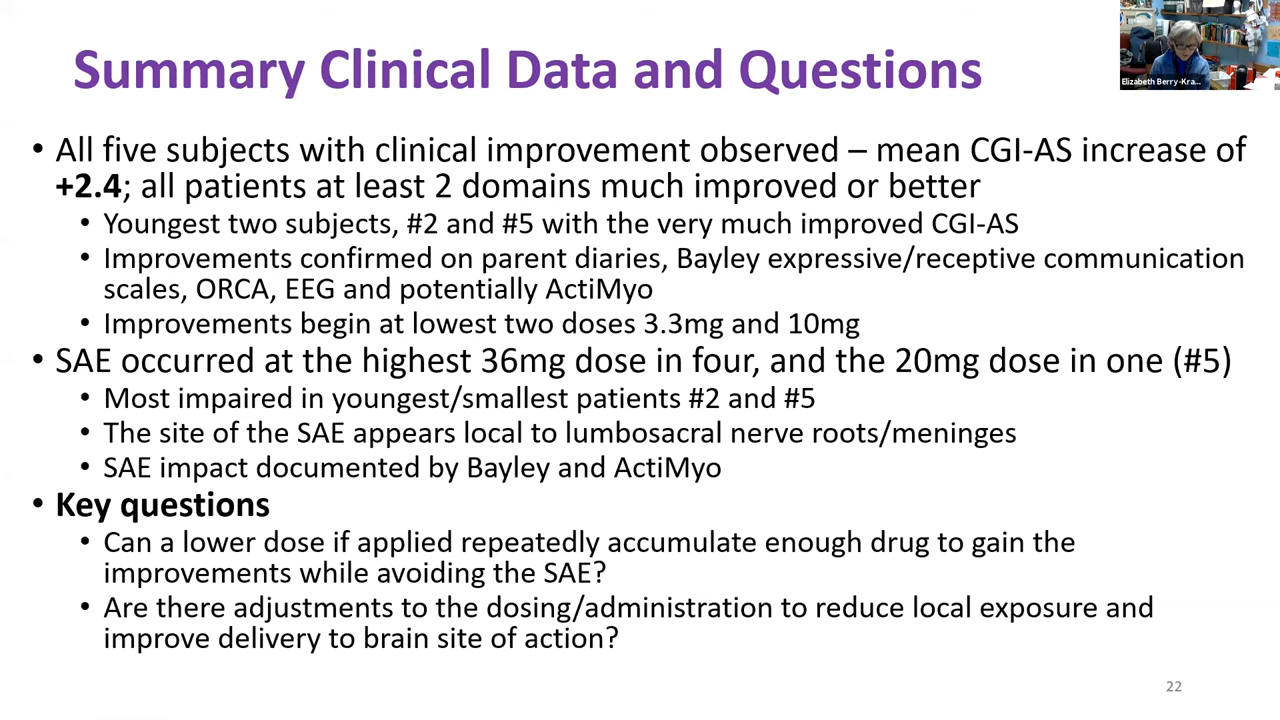 Summary Clinical Data and Questions
Elizabeth Berry-Kra...
• All five subjects with clinical improvement observed – mean CGI-AS increase of
+2.4; all patients at least 2 domains much improved or better
• Youngest two subjects, #2 and #5 with the very much improved CGI-AS
• Improvements confirmed on parent diaries, Bayley expressive/receptive communication
scales, ORCA, EEG and potentially ActiMyo
• Improvements begin at lowest two doses 3.3mg and 10mg
• SAE occurred at the highest 36mg dose in four, and the 20mg dose in one (#5)
• Most impaired in youngest/smallest patients #2 and #5
• The site of the SAE appears local to lumbosacral nerve roots/meninges
• SAE impact documented by Bayley and ActiMyo
• Key questions
• Can a lower dose if applied repeatedly accumulate enough drug to gain the
improvements while avoiding the SAE?
• Are there adjustments to the dosing/administration to reduce local exposure and
improve delivery to brain site of action?
22